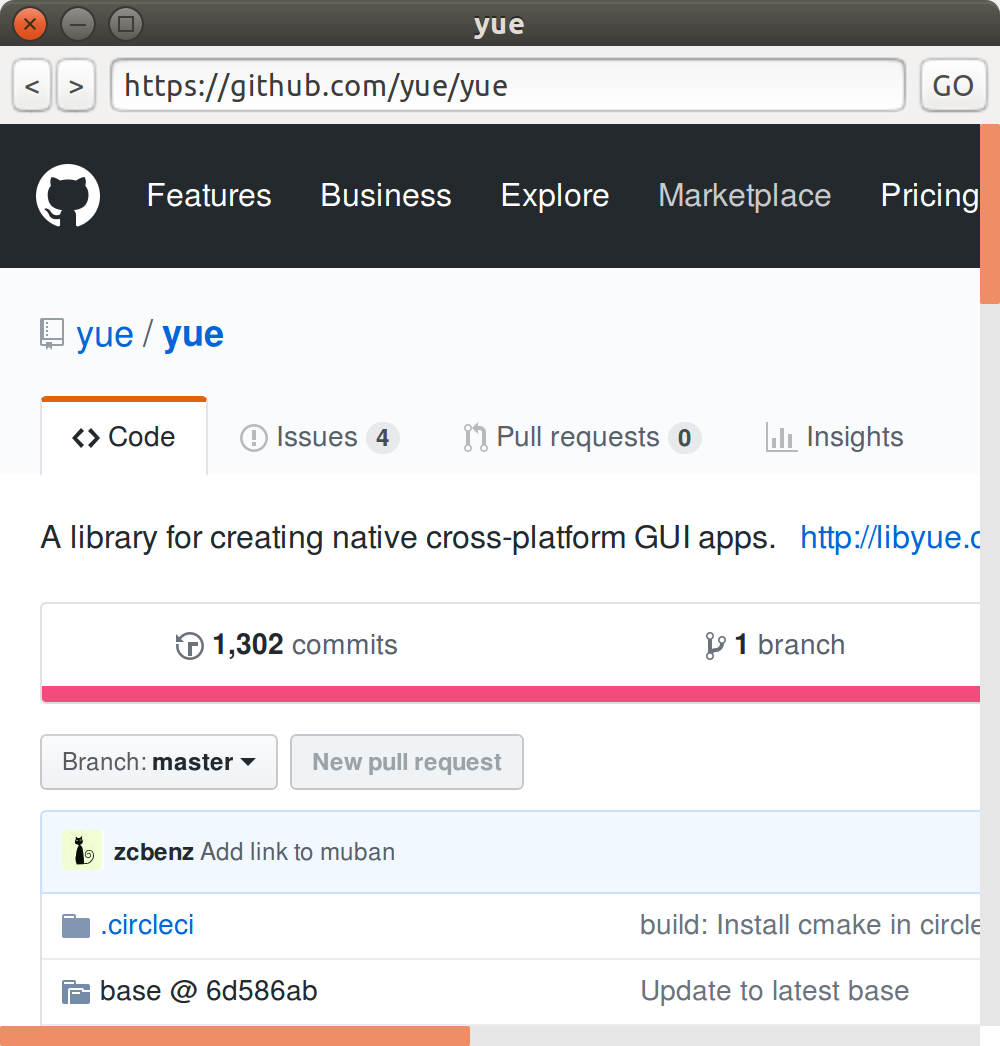 yue
< > https://github.com/yue/yue GO
Features Business Explore Marketplace Pricing
yue / yue
Code Issues 4 Pull requests 0 Insights
A library for creating native cross-platform GUI apps. http://libyue.c
1,302 commits 1 branch
Branch: master New pull request
zcbenz Add link to muban
.circleci build: Install cmake in circle
base @ 6d586ab Update to latest base